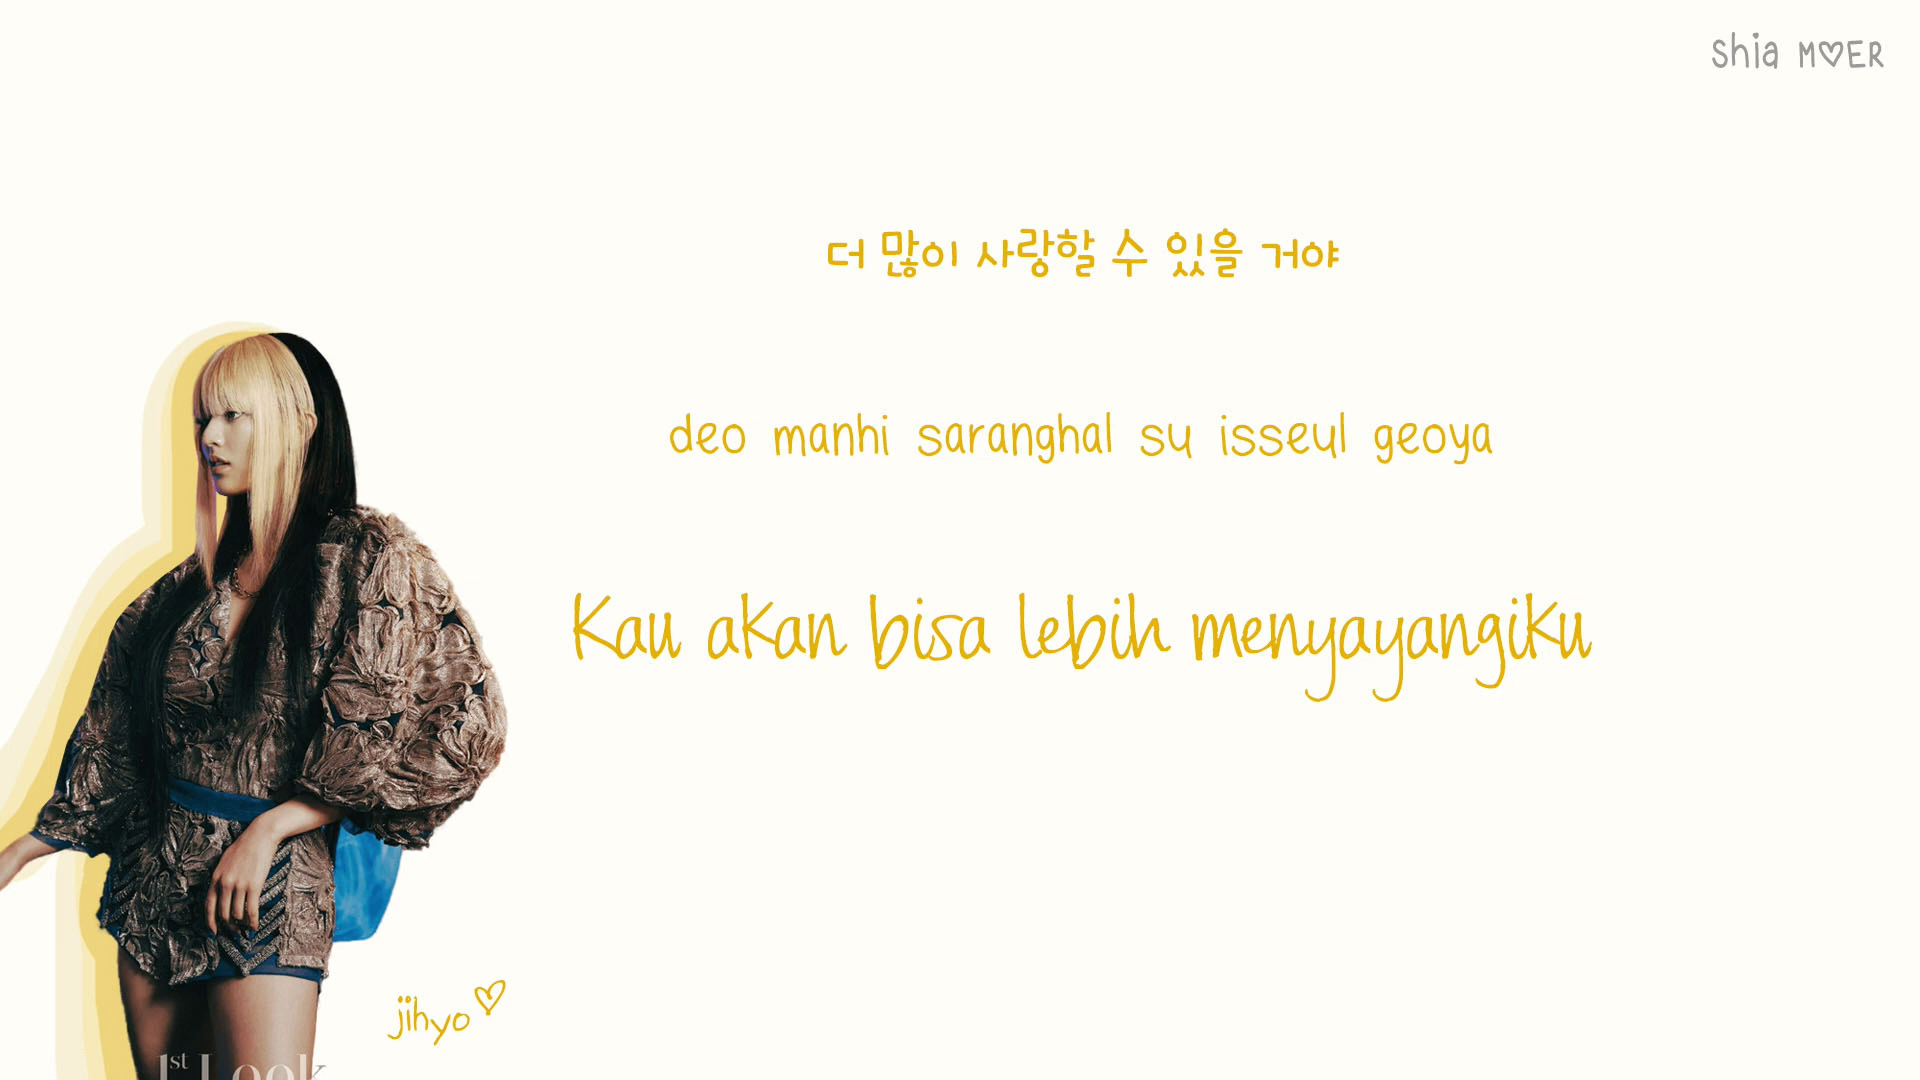 Shia M♡ER
더 많이 사랑할 수 있을 거야
deo manhi saranghal su isseul geoya
Kau akan bisa lebih menyayangiku
jihyo♡
1st Look